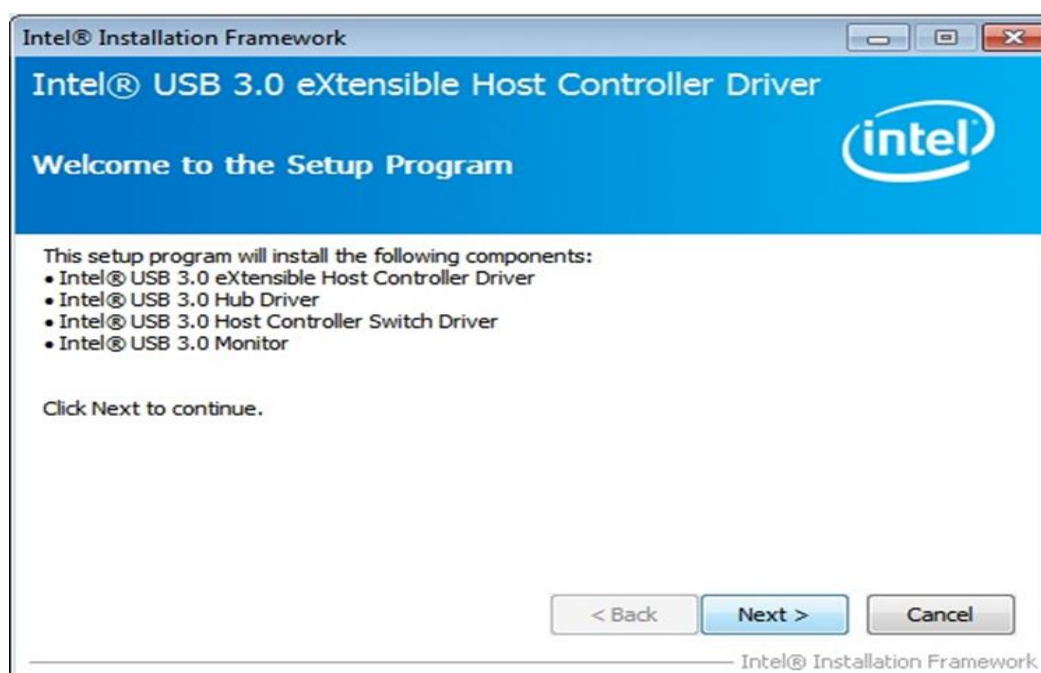 Intel® Installation Framework
Intel® USB 3.0 eXtensible Host Controller Driver
intel
Welcome to the Setup Program
This setup program will install the following components:
• Intel® USB 3.0 eXtensible Host Controller Driver
• Intel® USB 3.0 Hub Driver
• Intel® USB 3.0 Host Controller Switch Driver
• Intel® USB 3.0 Monitor
Click Next to continue.
< Back Next > Cancel
Intel® Installation Framework